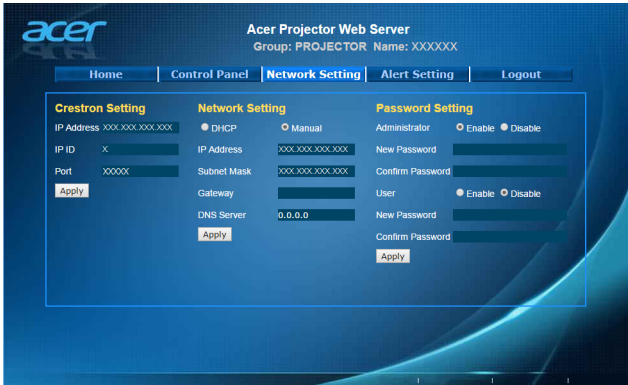 acer
Acer Projector Web Server
Group: PROJECTOR Name: XXXXXX
Home Control Panel Network Setting Alert Setting Logout
Crestron Setting
IP Address XXX.XXX.XXX.XXX
IP ID X
Port XXXXX
Apply
Network Setting
DHCP Manual
IP Address XXX.XXX.XXX.XXX
Subnet Mask XXX.XXX.XXX.XXX
Gateway
DNS Server 0.0.0.0
Apply
Password Setting
Administrator Enable Disable
New Password
Confirm Password
User Enable Disable
New Password
Confirm Password
Apply